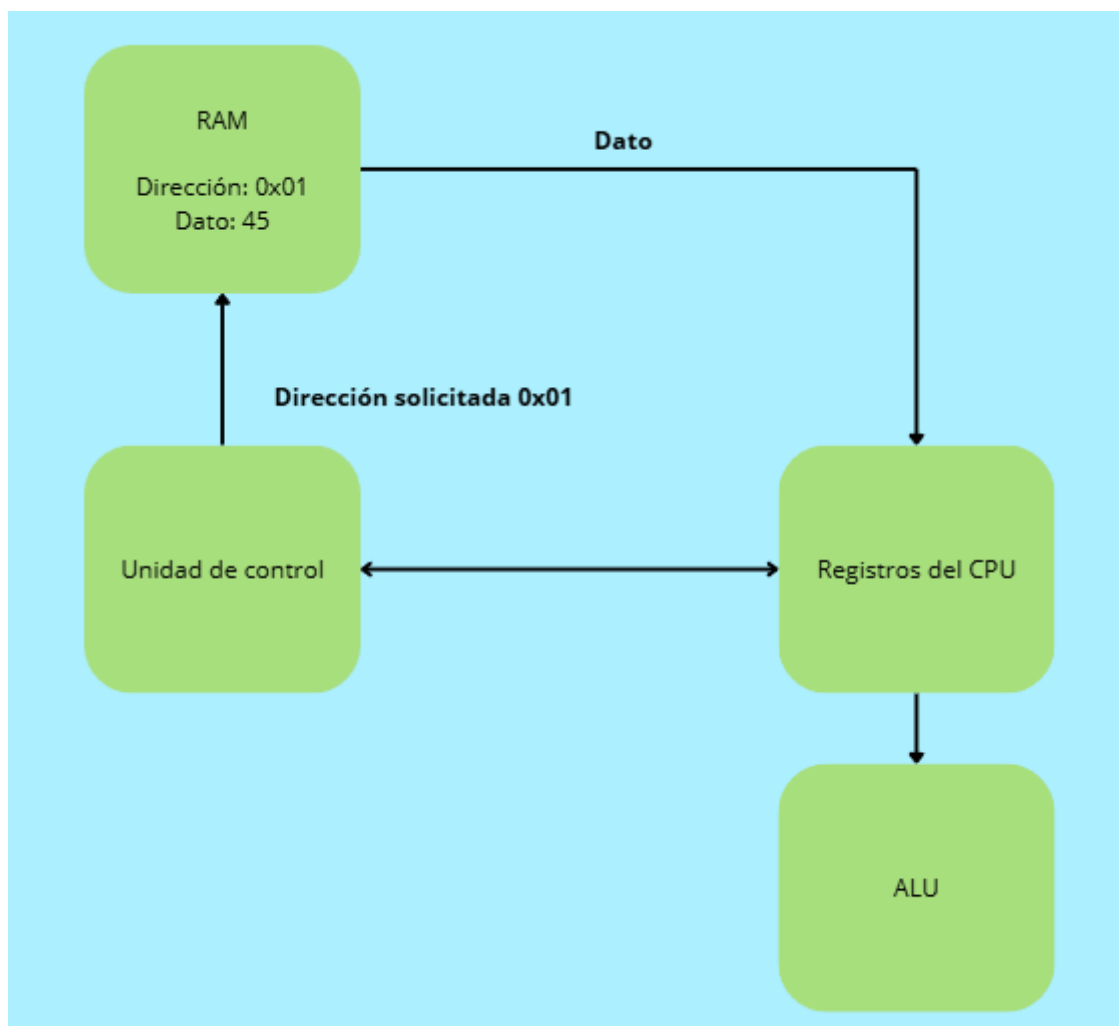 RAM
Dirección: 0x01
Dato: 45
Dato
Dirección solicitada 0x01
Unidad de control
Registros del CPU
ALU